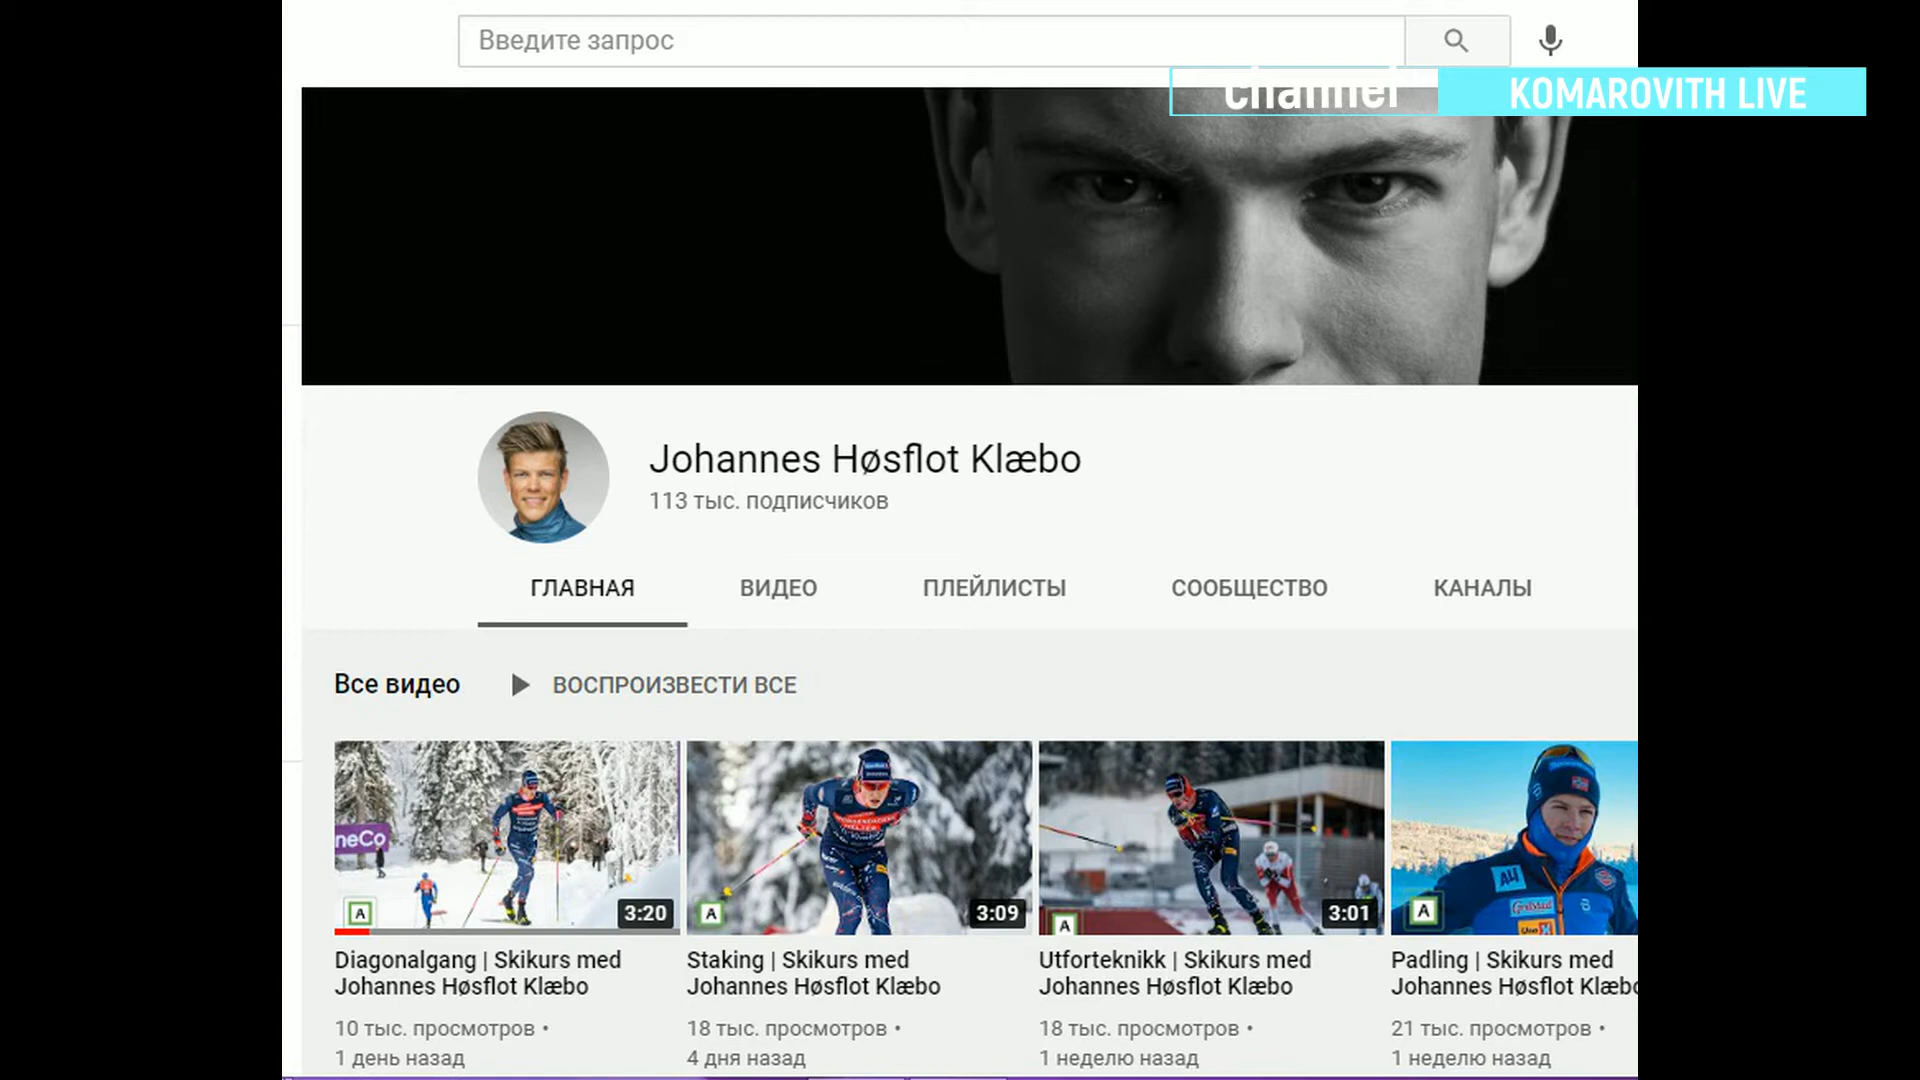 Введите запрос
channel
KOMAROVITH LIVE
Johannes Høsflot Klæbo
113 тыс. подписчиков
ГЛАВНАЯ
ВИДЕО
ПЛЕЙЛИСТЫ
СООБЩЕСТВО
КАНАЛЫ
Все видео
ВОСПРОИЗВЕСТИ ВСЕ
neCo
A
3:20
A
3:09
A
3:01
A
Diagonalgang | Skikurs med
Johannes Høsflot Klæbo
10 тыс. просмотров •
1 день назад
Staking | Skikurs med
Johannes Høsflot Klæbo
18 тыс. просмотров •
4 дня назад
Utforteknikk | Skikurs med
Johannes Høsflot Klæbo
18 тыс. просмотров •
1 неделю назад
Padling | Skikurs med
Johannes Høsflot Klæbo
21 тыс. просмотров •
1 неделю назад